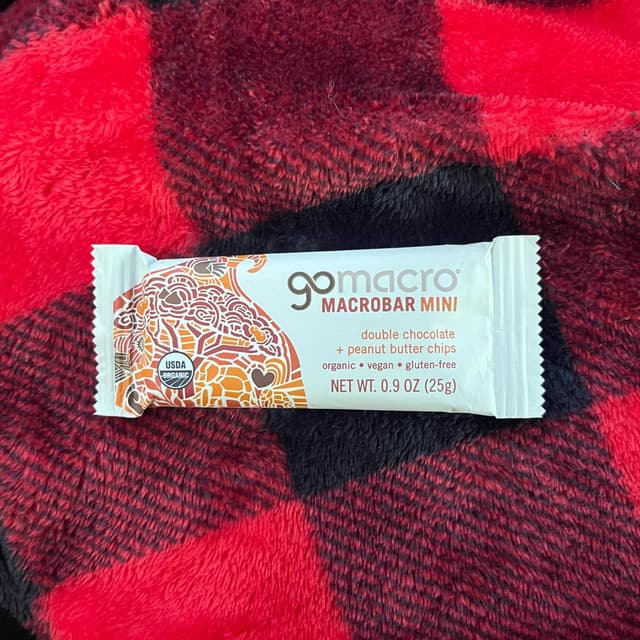 gomacro®
MACROBAR MINI
double chocolate
+ peanut butter chips
organic • vegan • gluten-free
NET WT. 0.9 OZ (25g)
USDA
ORGANIC